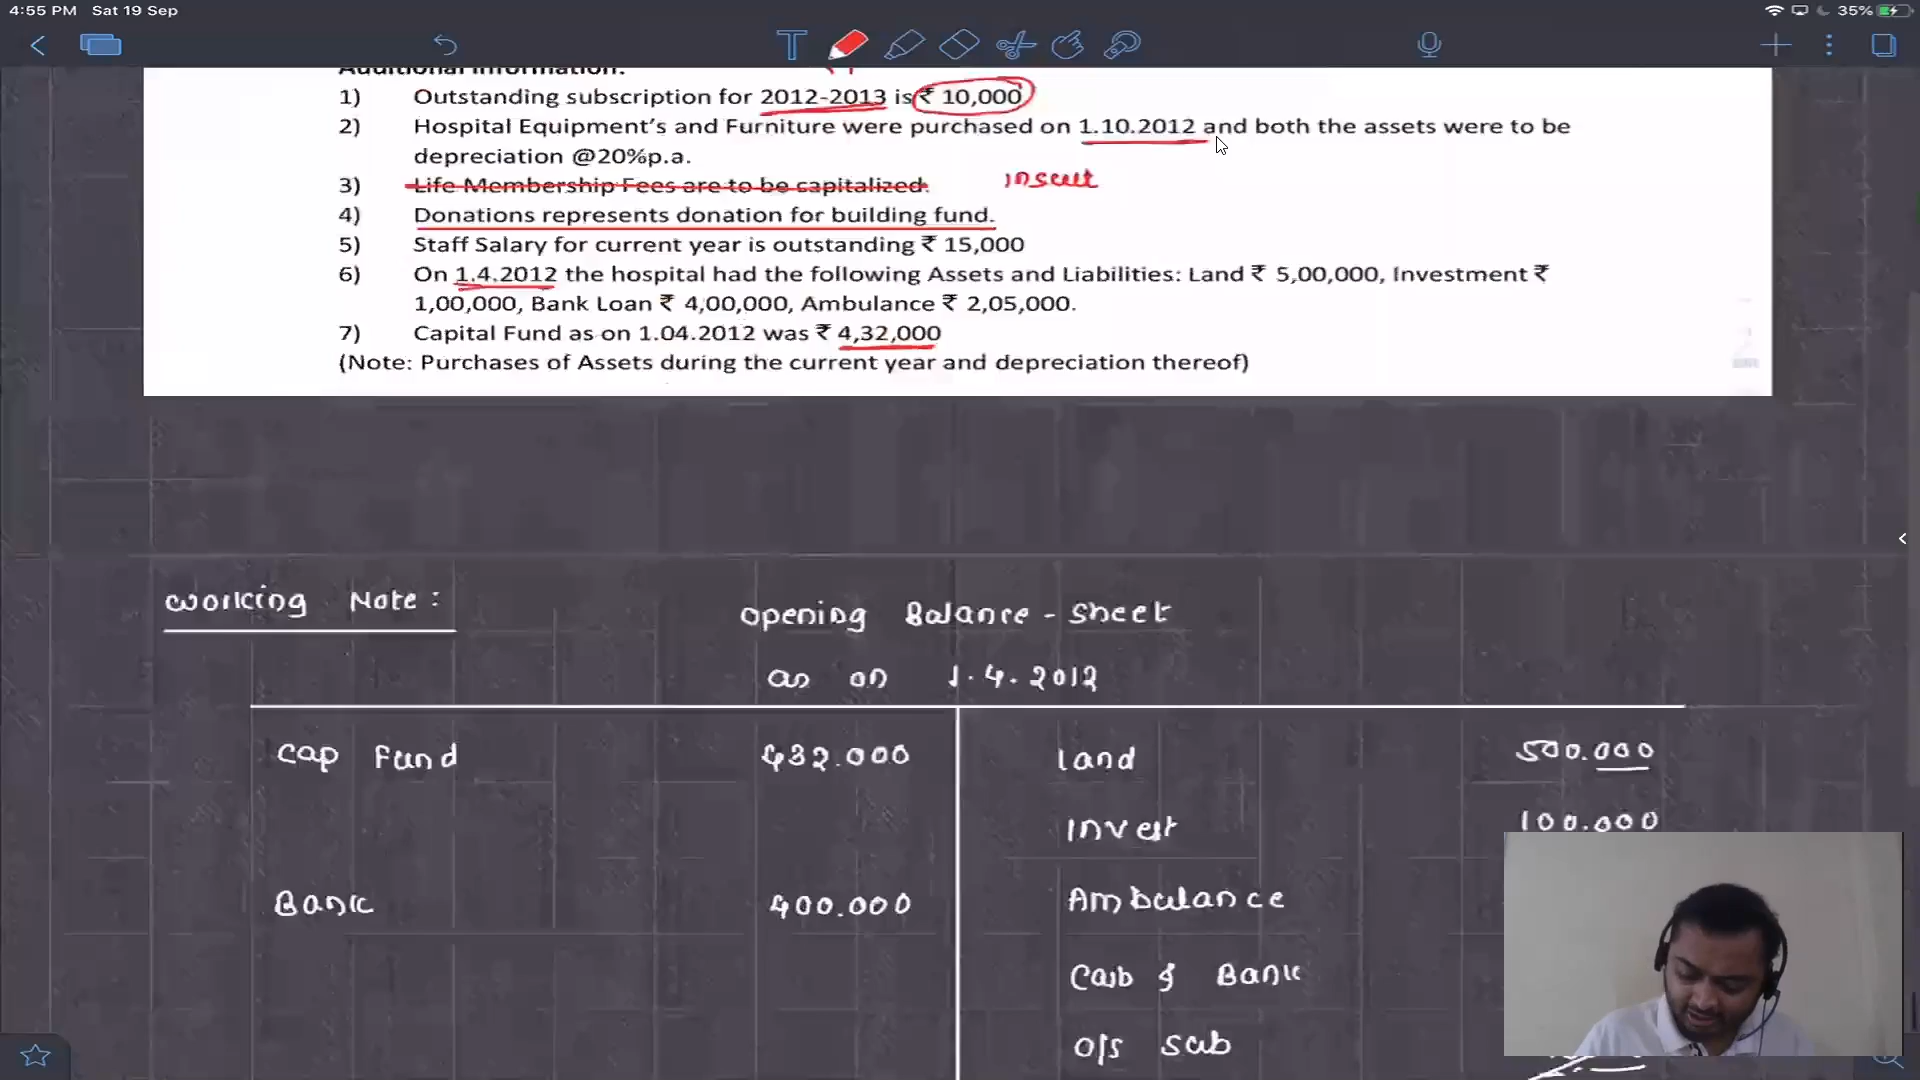 4:55 PM Sat 19 Sep
35%
Additional Information:
1) Outstanding subscription for 2012-2013 is ₹ 10,000
2) Hospital Equipment's and Furniture were purchased on 1.10.2012 and both the assets were to be
depreciation @20%p.a.
3) Life Membership Fees are to be capitalized.
4) Donations represents donation for building fund.
5) Staff Salary for current year is outstanding ₹ 15,000
6) On 1.4.2012 the hospital had the following Assets and Liabilities: Land ₹ 5,00,000, Investment ₹
1,00,000, Bank Loan ₹ 4,00,000, Ambulance ₹ 2,05,000.
7) Capital Fund as on 1.04.2012 was ₹ 4,32,000
(Note: Purchases of Assets during the current year and depreciation thereof)
Working Note:
Opening Balance-Sheet
as on 1.4.2012
Cap Fund 432.000 Land 500.000
Invest 100.000
Bank 400.000 Ambulance
Cash & Bank
O/s Sub